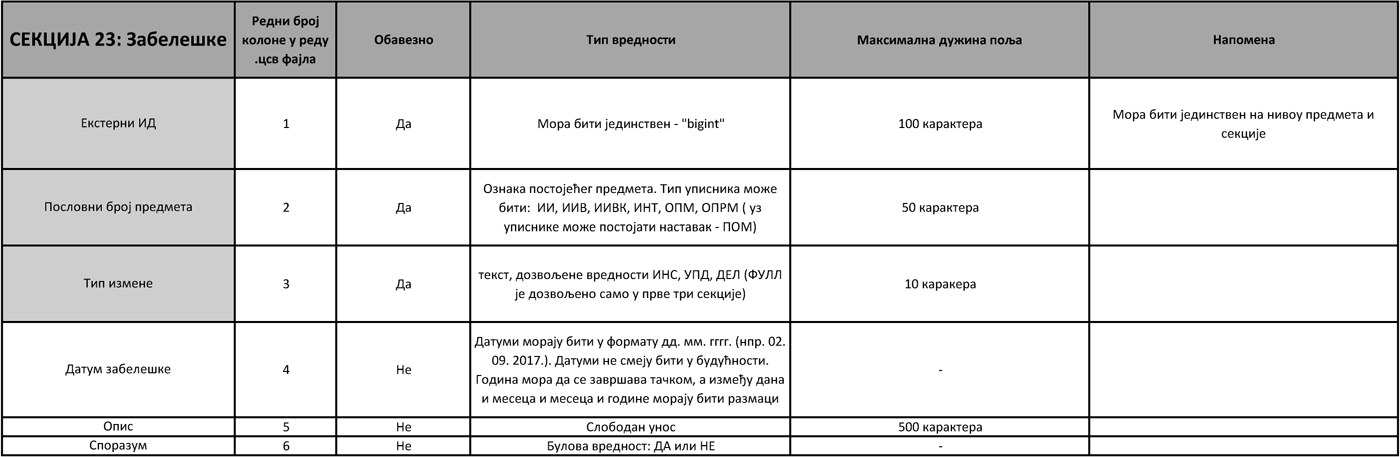 СЕКЦИЈА 23: Забелешке
Редни број
колоне у реду
.цсв фајла
Обавезно
Тип вредности
Максимална дужина поља
Напомена
Екстерни ИД
1
Да
Мора бити јединствен - "bigint"
100 карактера
Мора бити јединствен на нивоу предмета и
секције
Пословни број предмета
2
Да
Ознака постојећег предмета. Тип уписника може
бити:  ИИ, ИИВ, ИИВК, ИНТ, ОПМ, ОПРМ ( уз
уписнике може постојати наставак - ПОМ)
50 карактера
Тип измене
3
Да
текст, дозвољене вредности ИНС, УПД, ДЕЛ (ФУЛЛ
је дозвољено само у прве три секције)
10 каракера
Датум забелешке
4
Не
Датуми морају бити у формату дд. мм. гггг. (нпр. 02.
09. 2017.). Датуми не смеју бити у будућности.
Година мора да се завршава тачком, а између дана
и месеца и месеца и године морају бити размаци
-
Опис
5
Не
Слободан унос
500 карактера
Споразум
6
Не
Булова вредност: ДА или НЕ
-